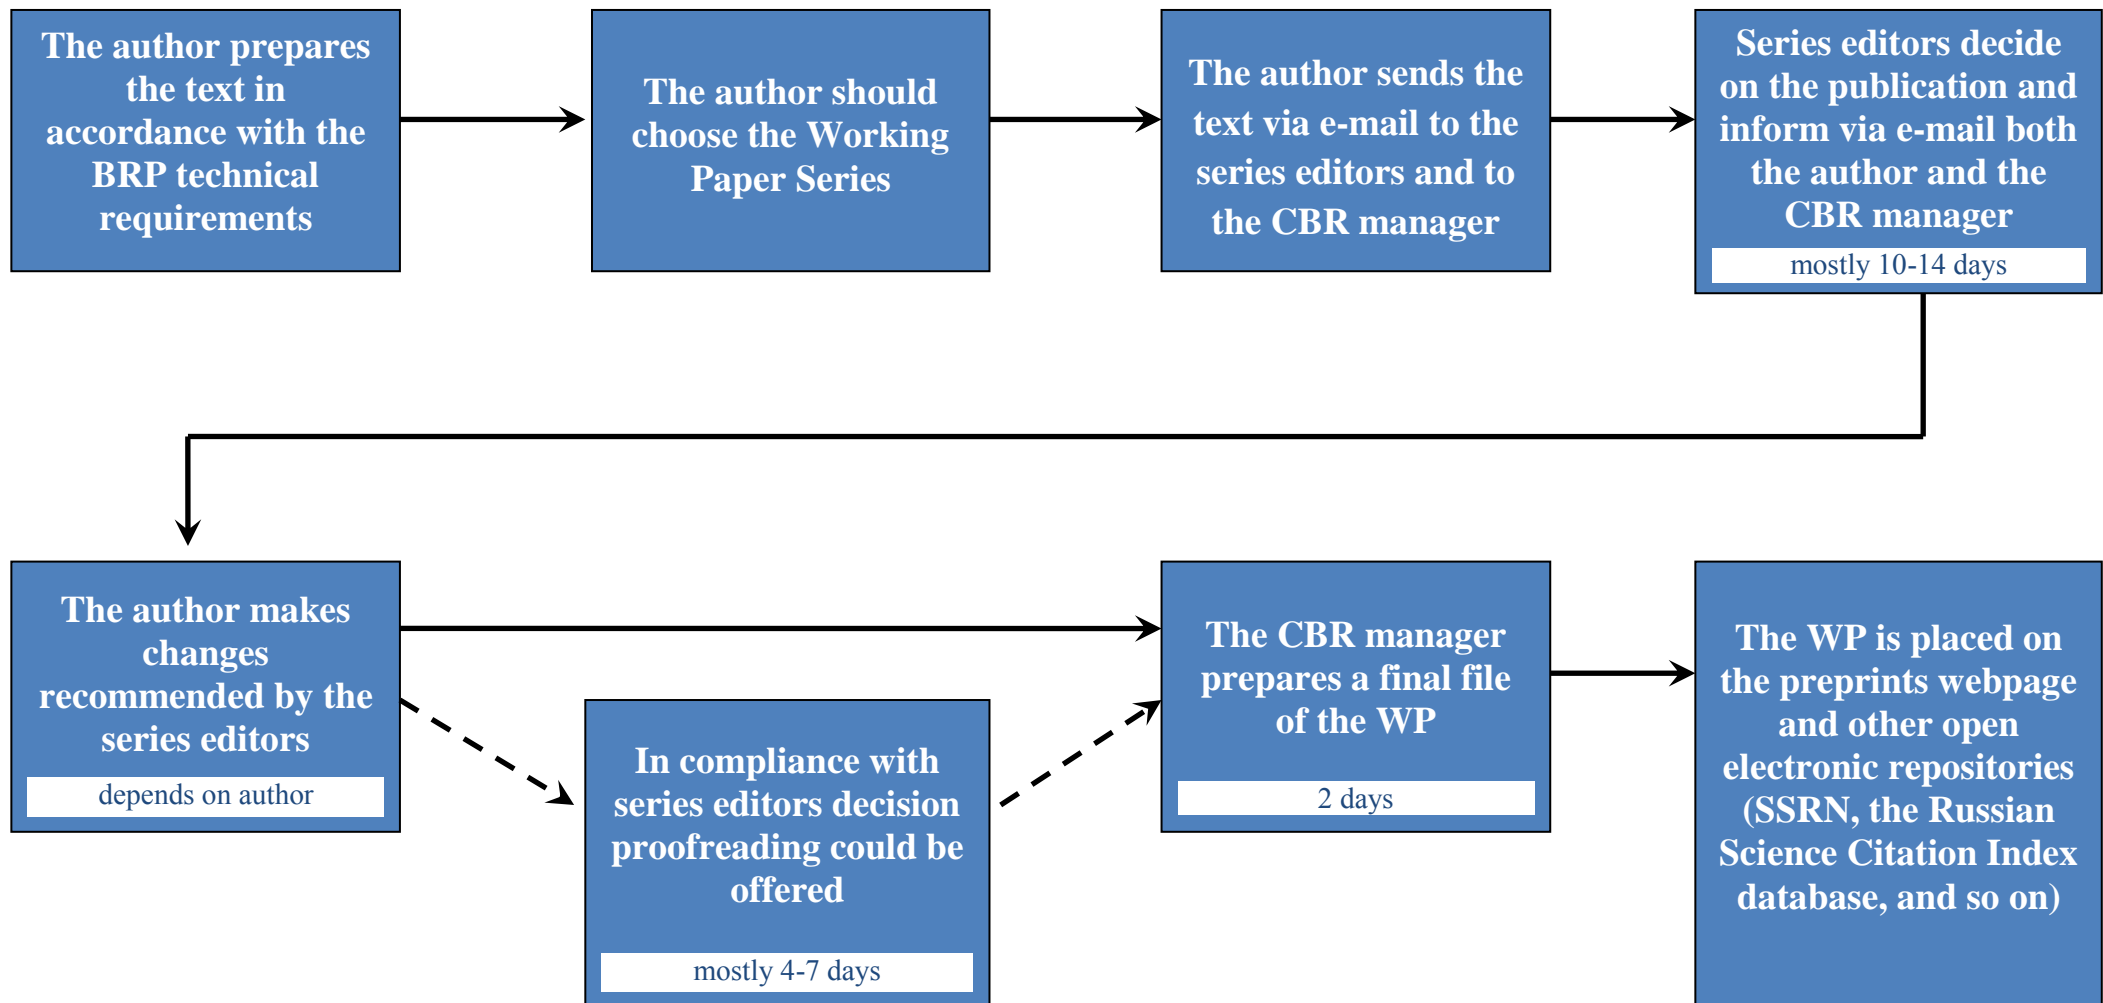 The author prepares
the text in
accordance with the
BRP technical
requirements
The author should
choose the Working
Paper Series
The author sends the
text via e-mail to the
series editors and to
the CBR manager
Series editors decide
on the publication and
inform via e-mail both
the author and the
CBR manager
mostly 10-14 days
The author makes
changes
recommended by the
series editors
depends on author
In compliance with
series editors decision
proofreading could be
offered
mostly 4-7 days
The CBR manager
prepares a final file
of the WP
2 days
The WP is placed on
the preprints webpage
and other open
electronic repositories
(SSRN, the Russian
Science Citation Index
database, and so on)